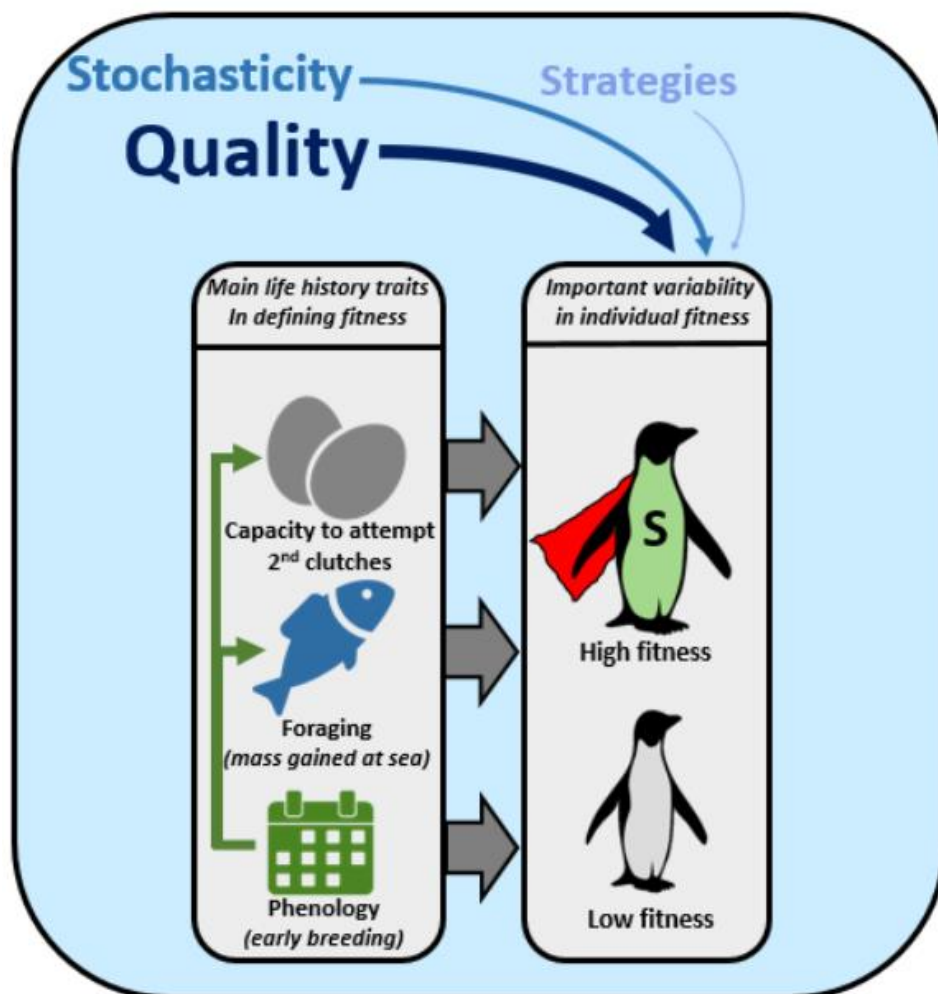 Stochasticity
Strategies
Quality
Main life history traits
In defining fitness
Important variability
in individual fitness
Capacity to attempt
2nd clutches
S
High fitness
Foraging
(mass gained at sea)
Phenology
(early breeding)
Low fitness